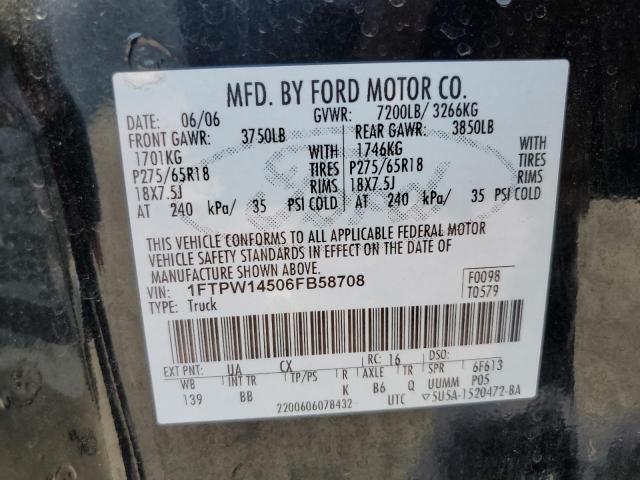 MFD. BY FORD MOTOR CO.
DATE: 06/06 GVWR: 7200LB/ 3266KG
FRONT GAWR: 3750LB REAR GAWR: 3850LB
1701KG WITH 1746KG WITH
P275/65R18 TIRES P275/65R18 TIRES
18X7.5J RIMS 18X7.5J RIMS
AT 240 kPa/ 35 PSI COLD AT 240 kPa/ 35 PSI COLD
THIS VEHICLE CONFORMS TO ALL APPLICABLE FEDERAL MOTOR
VEHICLE SAFETY STANDARDS IN EFFECT ON THE DATE OF
MANUFACTURE SHOWN ABOVE.
VIN: 1FTPW14506FB58708 F0098
TYPE: Truck T0579
EXT PNT: UA CX RC: 16 DSO:
WB INT TR TP/PS R AXLE TR SPR 6F613
139 BB K B6 Q UUMM P05
2200606078432 UTC ▽5U5A-1520472-BA